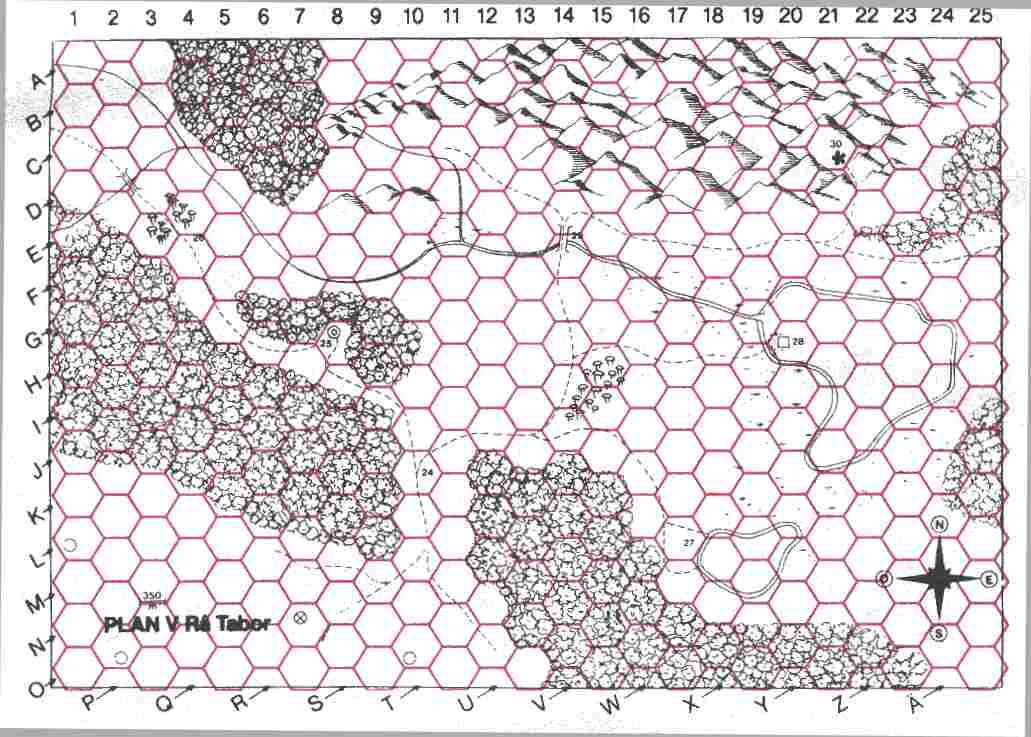 1 2 3 4 5 6 7 8 9 10 11 12 13 14 15 16 17 18 19 20 21 22 23 24 25
A
B
30
C
D
26
29
E
F
G
25
28
H
I
J
24
K
N
L
27
O E
350
M
PLAN V Rå Tabor
S
N
O
P Q R S T U V W X Y Z Ä